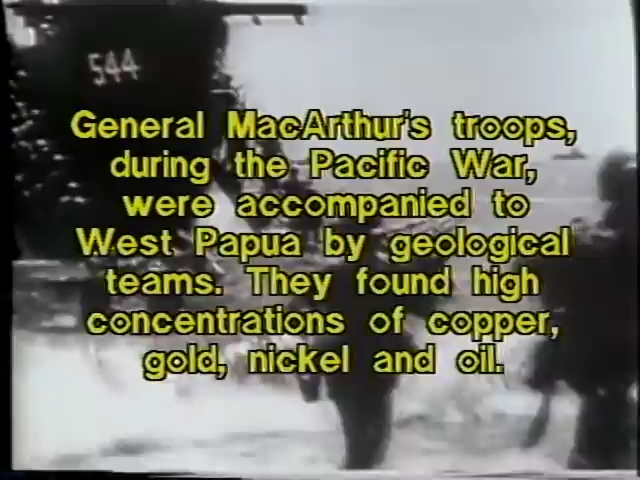 544
General MacArthur's troops,
during the Pacific War,
were accompanied to
West Papua by geological
teams. They found high
concentrations of copper,
gold, nickel and oil.